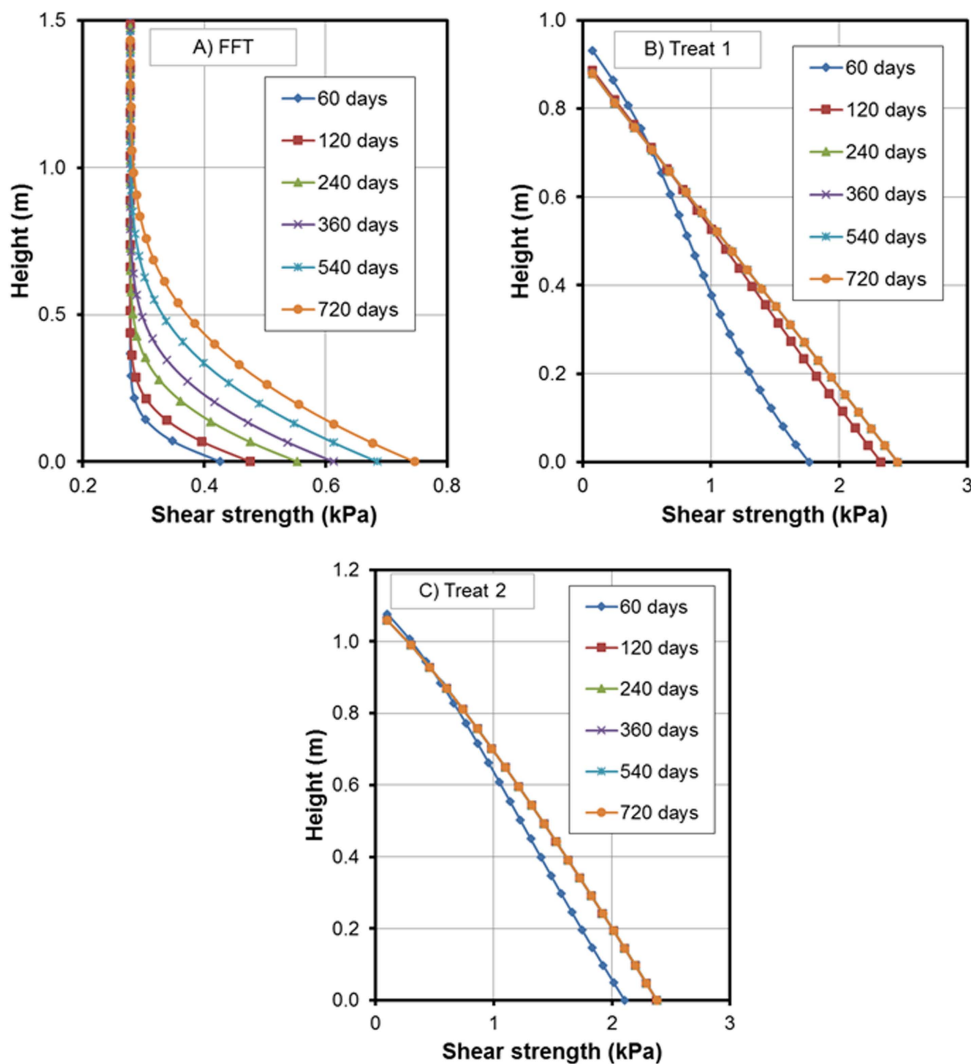 A) FFT
1.5
1.0
0.5
0.0
Height (m)
60 days
120 days
240 days
360 days
540 days
720 days
0.2
0.4
0.6
0.8
Shear strength (kPa)
B) Treat 1
1.0
0.8
0.6
0.4
0.2
0.0
Height (m)
60 days
120 days
240 days
360 days
540 days
720 days
0
1
2
3
Shear strength (kPa)
C) Treat 2
1.2
1.0
0.8
0.6
0.4
0.2
0.0
Height (m)
60 days
120 days
240 days
360 days
540 days
720 days
0
1
2
3
Shear strength (kPa)